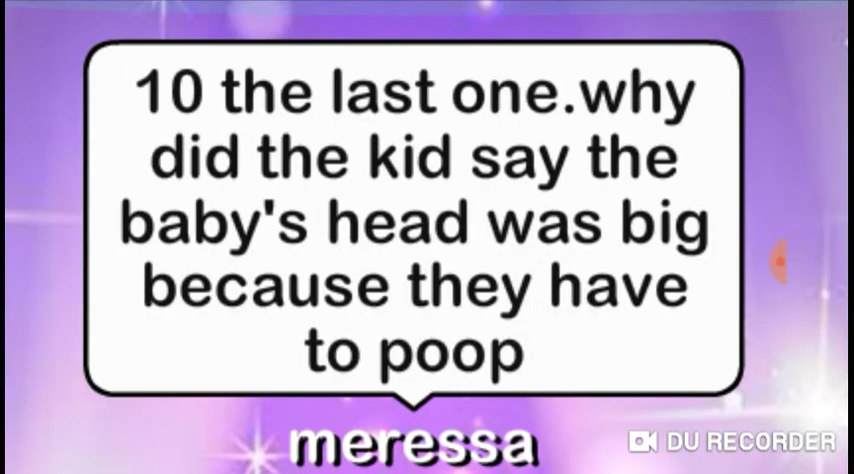 10 the last one.why
did the kid say the
baby's head was big
because they have
to poop
meressa
DU RECORDER